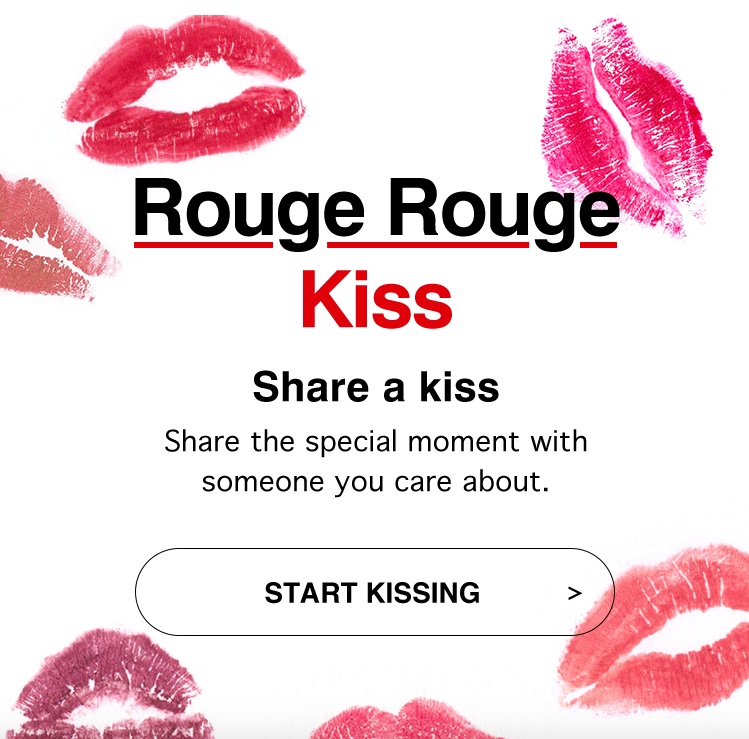 Rouge Rouge
Kiss
Share a kiss
Share the special moment with
someone you care about.
START KISSING >